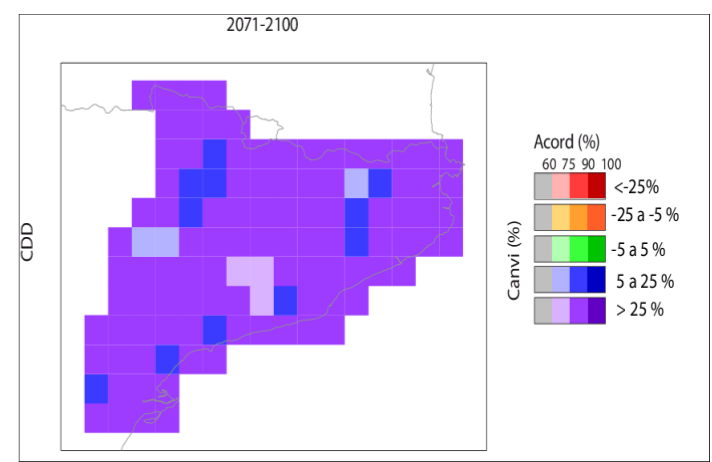 2071-2100
CDD
Acord (%)
60 75 90 100
Canvi (%)
<-25%
-25 a -5 %
-5 a 5 %
5 a 25 %
> 25 %